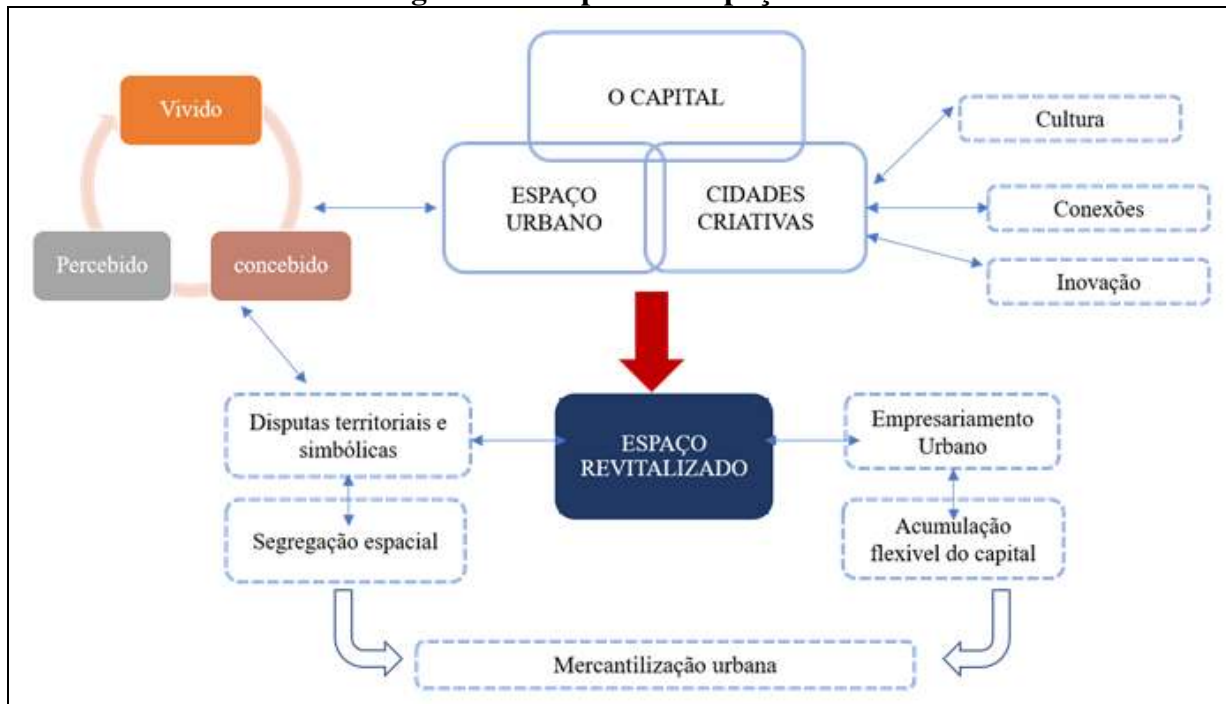 Vivido
Percebido
concebido
O CAPITAL
ESPAÇO
URBANO
CIDADES
CRIATIVAS
Cultura
Conexões
Inovação
Disputas territoriais e
simbólicas
Segregação espacial
ESPAÇO
REVITALIZADO
Empresariamento
Urbano
Acumulação
flexível do capital
Mercantilização urbana